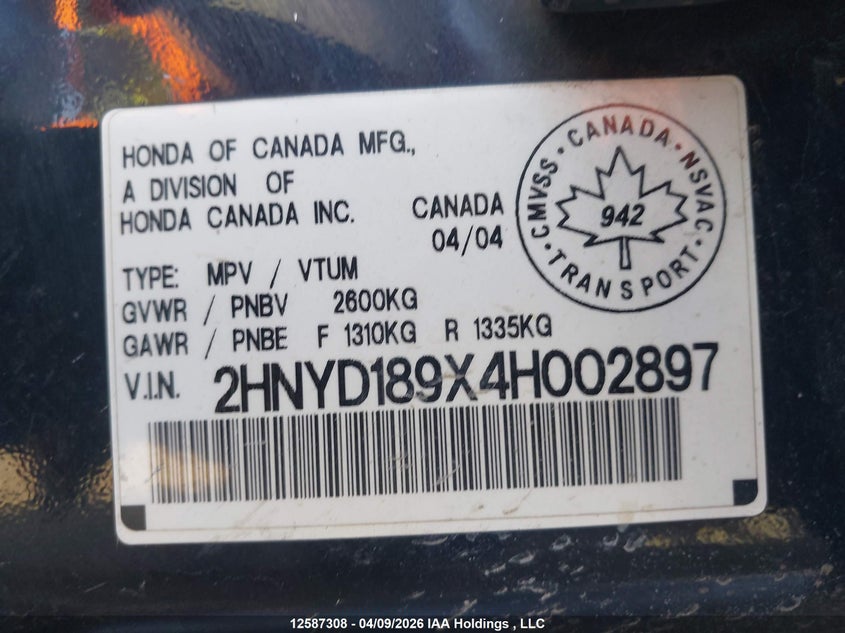 HONDA OF CANADA MFG.,
A DIVISION OF
HONDA CANADA INC.
CANADA
04/04
CMVSS · CANADA · NSVAC · TRANSPORT ·
942
TYPE: MPV / VTUM
GVWR / PNBV 2600KG
GAWR / PNBE F 1310KG R 1335KG
V.I.N. 2HNYD189X4H002897
12587308 - 04/09/2026 IAA Holdings , LLC